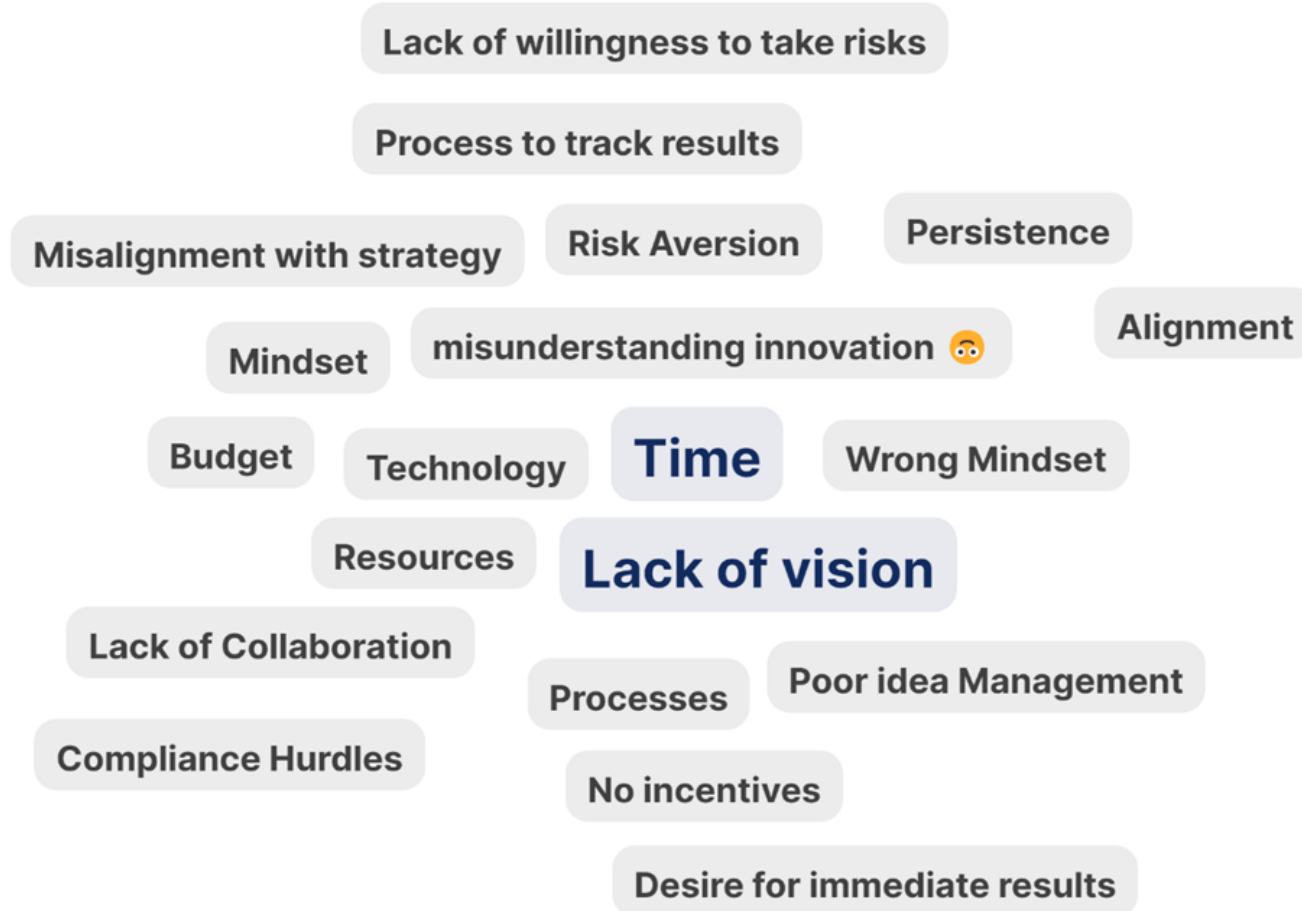 Lack of willingness to take risks
Process to track results
Misalignment with strategy
Risk Aversion
Persistence
Alignment
Mindset
misunderstanding innovation 🙃
Budget
Technology
Time
Wrong Mindset
Resources
Lack of vision
Lack of Collaboration
Processes
Poor idea Management
Compliance Hurdles
No incentives
Desire for immediate results